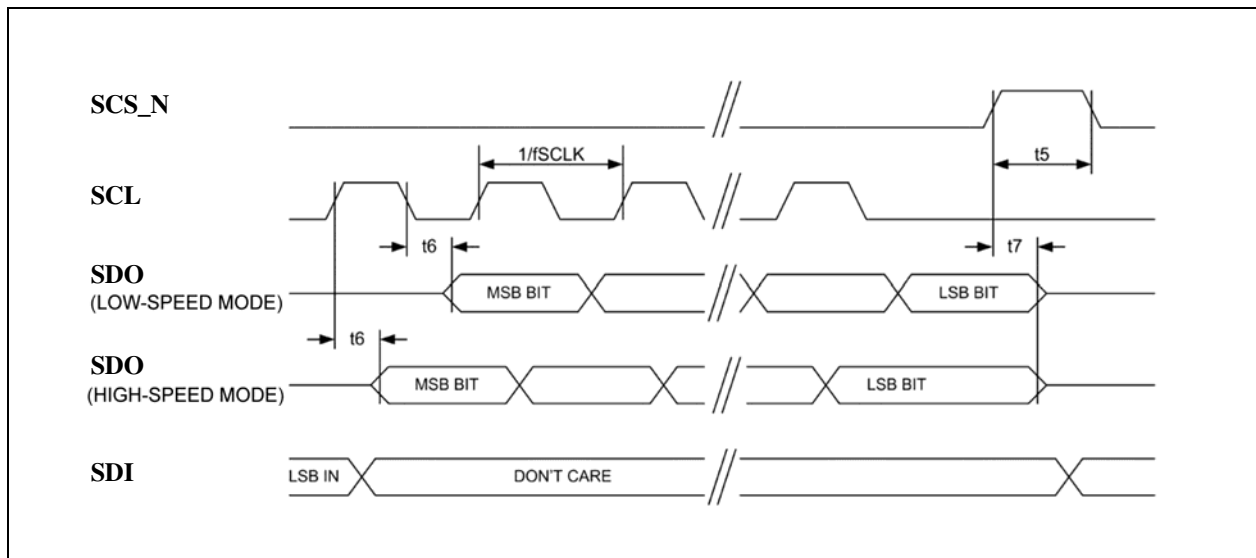 SCS_N
1/fSCLK
t5
SCL
t6
t7
SDO
(LOW-SPEED MODE)
MSB BIT
LSB BIT
t6
SDO
(HIGH-SPEED MODE)
MSB BIT
LSB BIT
SDI
LSB IN
DON'T CARE